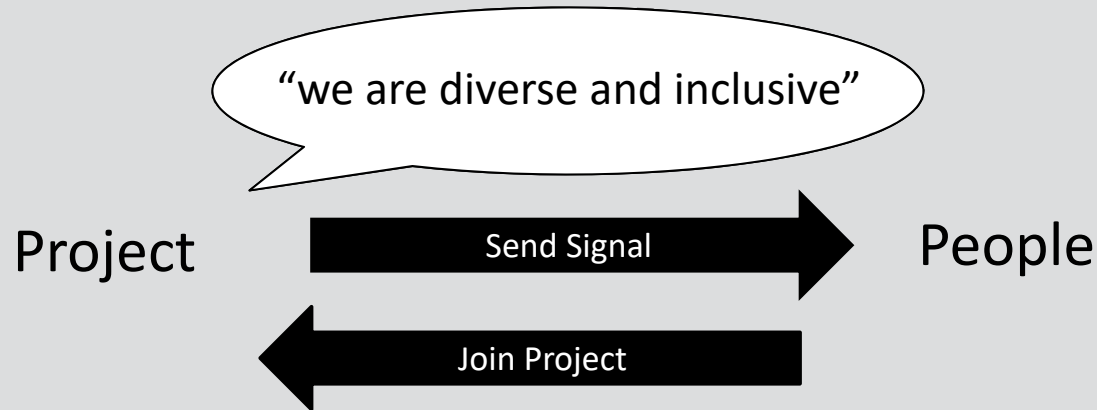 “we are diverse and inclusive”
Project
Send Signal
People
Join Project